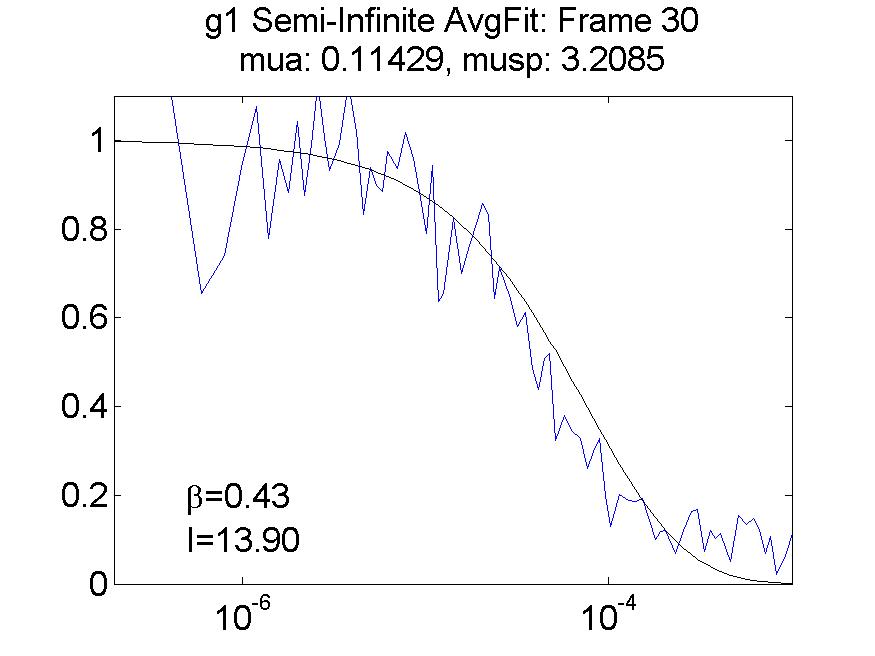 g1 Semi-Infinite AvgFit: Frame 30
mua: 0.11429, musp: 3.2085
1
0.8
0.6
0.4
0.2
0
β=0.43
I=13.90
10^-6
10^-4